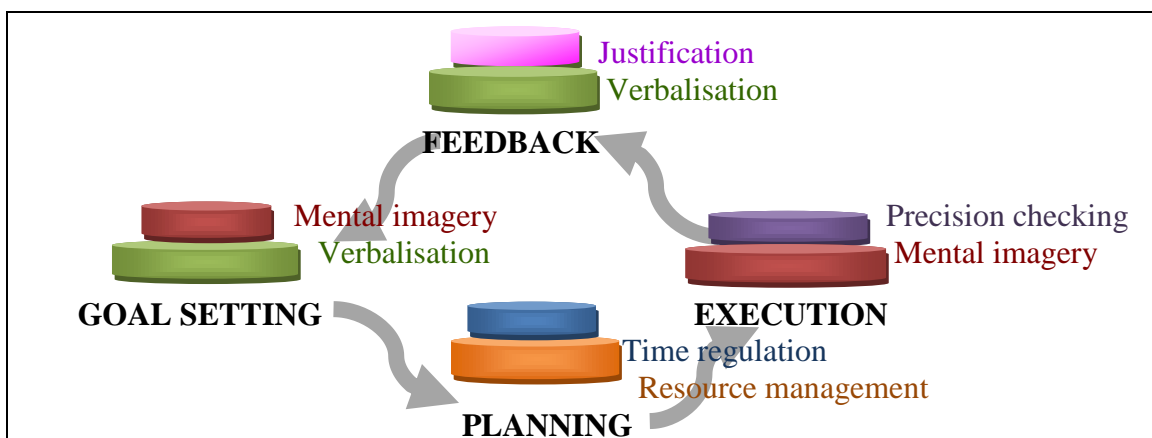 Justification
Verbalisation
FEEDBACK
Mental imagery
Verbalisation
GOAL SETTING
Precision checking
Mental imagery
EXECUTION
Time regulation
Resource management
PLANNING